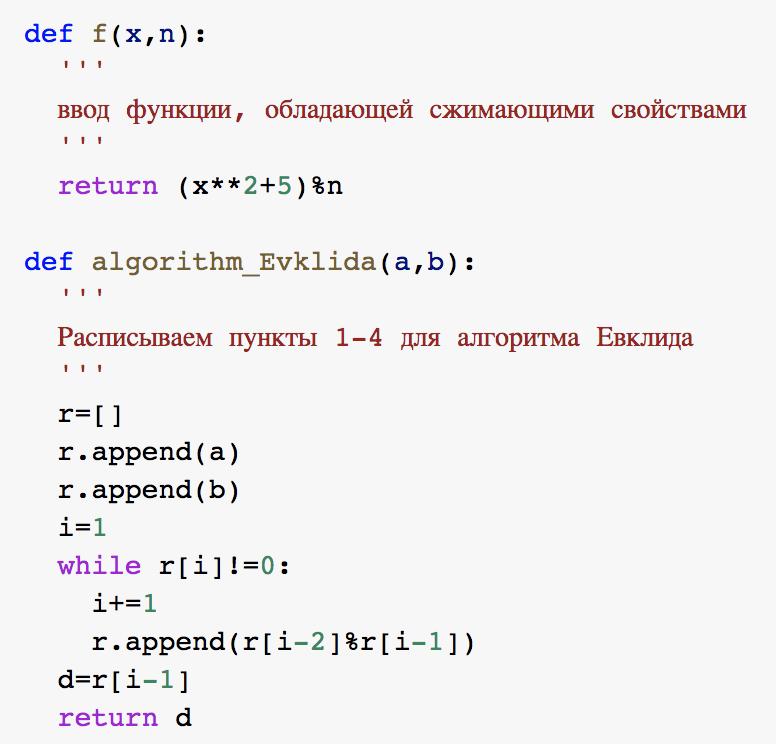 def f(x,n):
  '''
  ввод функции, обладающей сжимающими свойствами
  '''
  return (x**2+5)%n

def algorithm_Evklida(a,b):
  '''
  Расписываем пункты 1-4 для алгоритма Евклида
  '''
  r=[]
  r.append(a)
  r.append(b)
  i=1
  while r[i]!=0:
    i+=1
    r.append(r[i-2]%r[i-1])
  d=r[i-1]
  return d